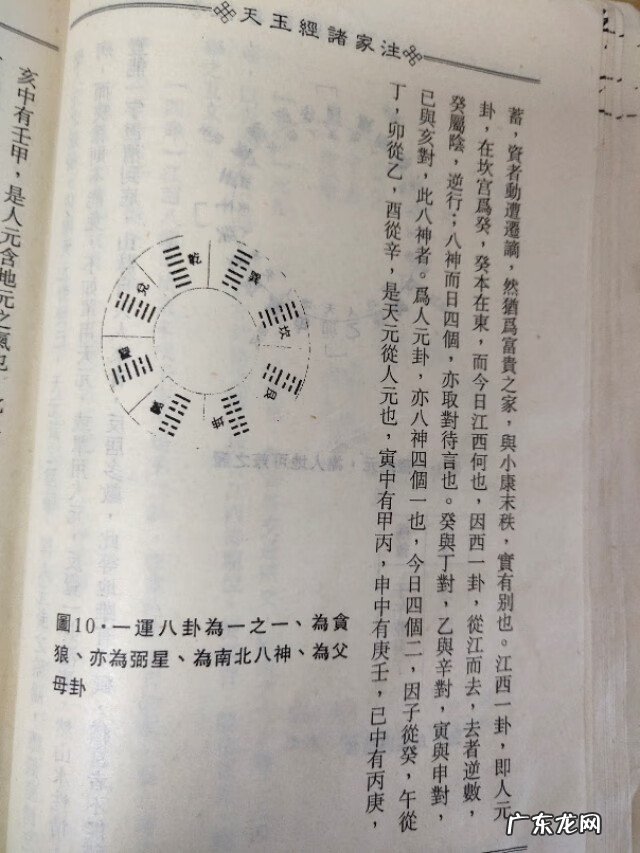 天玉經諸家注
蓄，資者動遭遷謫，然猶爲富貴之家，與小康末秩，實有別也。江西一卦，即人元
卦，在坎宮爲癸，癸本在東，而今日江西何也，因西一卦，從江而去，去者逆數，
癸屬陰，逆行；八神而日四個，亦取對待言也。癸與丁對，乙與辛對，寅與申對，
巳與亥對，此八神者。爲人元卦，亦八神四個一也，今日四個二，因子從癸，午從
丁，卯從乙，酉從辛，是天元從人元也，寅中有甲丙，申中有庚壬，巳中有丙庚，
乾
巽
坎
艮
坤
兌
圖10·一運八卦為一之一、為貪
狼、亦為弼星、為南北八神、為父
母卦
亥中有壬甲，是人元含地元之氣也
广东龙网